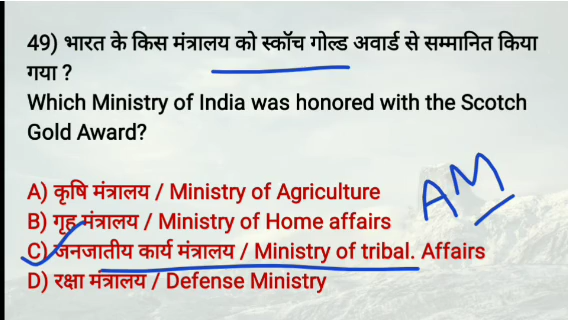 49) भारत के किस मंत्रालय को स्कॉच गोल्ड अवार्ड से सम्मानित किया
गया ?
Which Ministry of India was honored with the Scotch
Gold Award?
A) कृषि मंत्रालय / Ministry of Agriculture
B) गृह मंत्रालय / Ministry of Home affairs
C) जनजातीय कार्य मंत्रालय / Ministry of tribal. Affairs
D) रक्षा मंत्रालय / Defense Ministry
AM